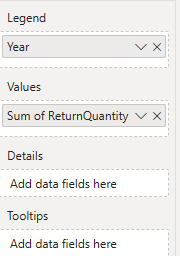 Legend
Year
Values
Sum of ReturnQuantity
Details
Add data fields here
Tooltips
Add data fields here